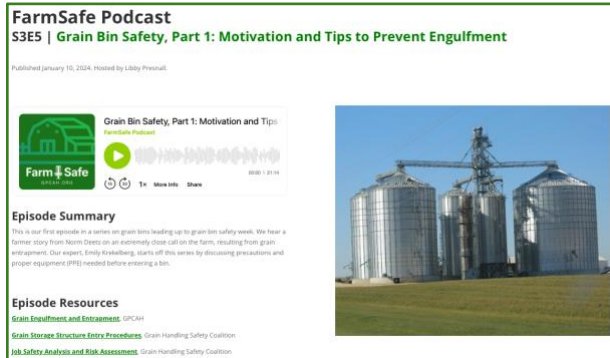 FarmSafe Podcast
S3E5 | Grain Bin Safety, Part 1: Motivation and Tips to Prevent Engulfment
Published January 10, 2024. Hosted by Libby Presnall.
Grain Bin Safety, Part 1: Motivation and Tips
FarmSafe Podcast
Farm Safe
GPCAH.ORG
00:00 | 31:14
1× More Info Share
Episode Summary
This is our first episode in a series on grain bins leading up to grain bin safety week. We hear a
farmer story from Norm Deets on an extremely close call on the farm, resulting from grain
entrapment. Our expert, Emily Krekelberg, starts off this series by discussing precautions and
proper equipment (PPE) needed before entering a bin.
Episode Resources
Grain Engulfment and Entrapment, GPCAH
Grain Storage Structure Entry Procedures, Grain Handling Safety Coalition
Job Safety Analysis and Risk Assessment, Grain Handling Safety Coalition